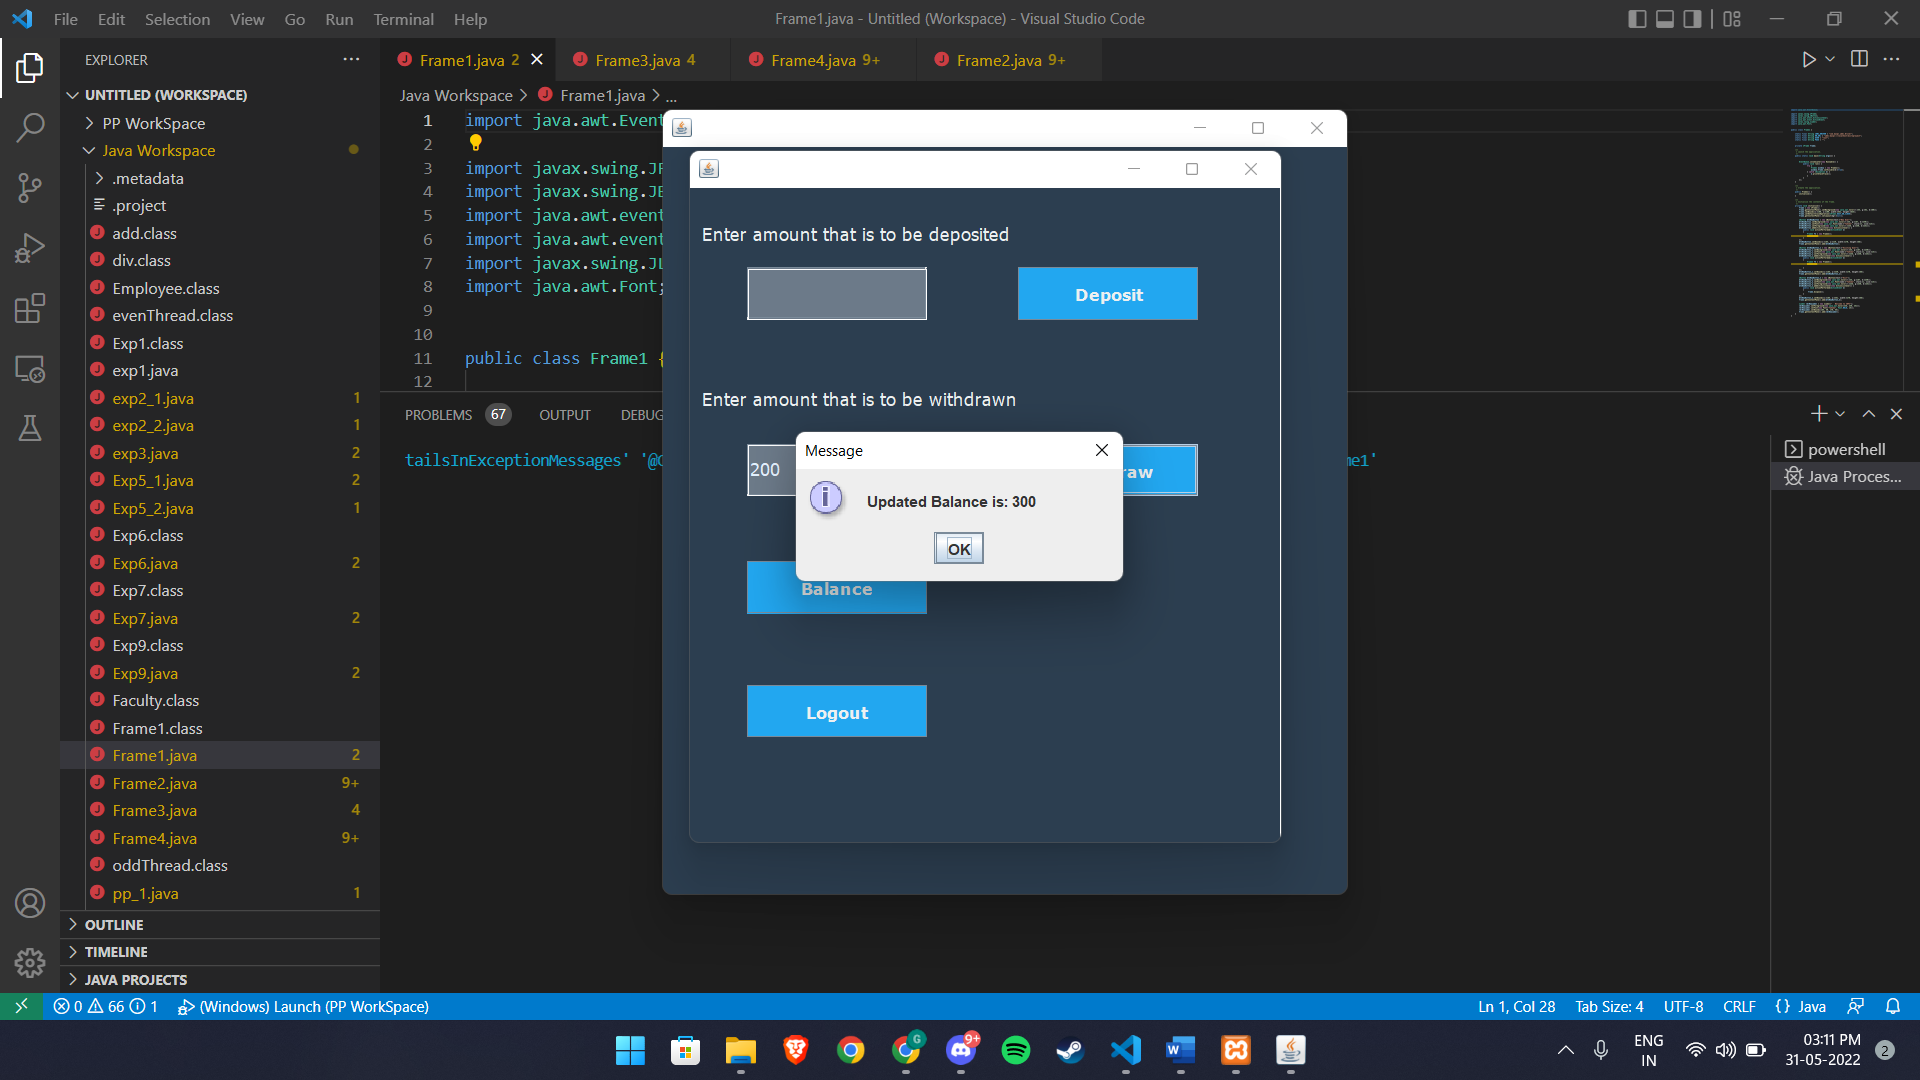 File Edit Selection View Go Run Terminal Help
Frame1.java - Untitled (Workspace) - Visual Studio Code
EXPLORER
UNTITLED (WORKSPACE)
PP WorkSpace
Java Workspace
.metadata
.project
add.class
div.class
Employee.class
evenThread.class
Exp1.class
exp1.java
exp2_1.java 1
exp2_2.java 1
exp3.java 2
Exp5_1.java 2
Exp5_2.java 1
Exp6.class
Exp6.java 2
Exp7.class
Exp7.java 2
Exp9.class
Exp9.java 2
Faculty.class
Frame1.class
Frame1.java 2
Frame2.java 9+
Frame3.java 4
Frame4.java 9+
oddThread.class
pp_1.java 1
OUTLINE
TIMELINE
JAVA PROJECTS
Frame1.java 2 Frame3.java 4 Frame4.java 9+ Frame2.java 9+
Java Workspace > Frame1.java > ...
1 import java.awt.Event
2
3 import javax.swing.JF
4 import javax.swing.JB
5 import java.awt.event
6 import java.awt.event
7 import javax.swing.JL
8 import java.awt.Font;
9
10
11 public class Frame1 {
12
PROBLEMS 67 OUTPUT DEBUG
tailsInExceptionMessages' '@
me1'
powershell
Java Proces...
Enter amount that is to be deposited
Deposit
Enter amount that is to be withdrawn
200
raw
Message
Updated Balance is: 300
OK
Balance
Logout
0 66 1 (Windows) Launch (PP WorkSpace)
Ln 1, Col 28 Tab Size: 4 UTF-8 CRLF {} Java
G
9+
ENG
IN
03:11 PM
31-05-2022
2